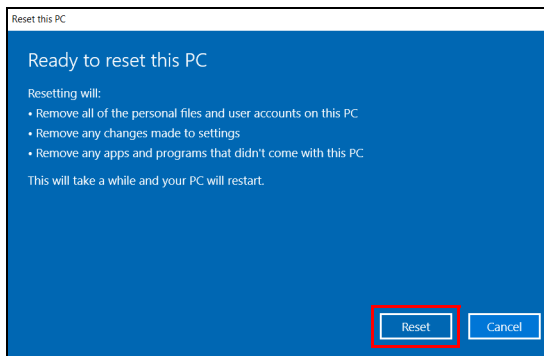 Reset this PC
Ready to reset this PC
Resetting will:
• Remove all of the personal files and user accounts on this PC
• Remove any changes made to settings
• Remove any apps and programs that didn't come with this PC
This will take a while and your PC will restart.
Reset Cancel